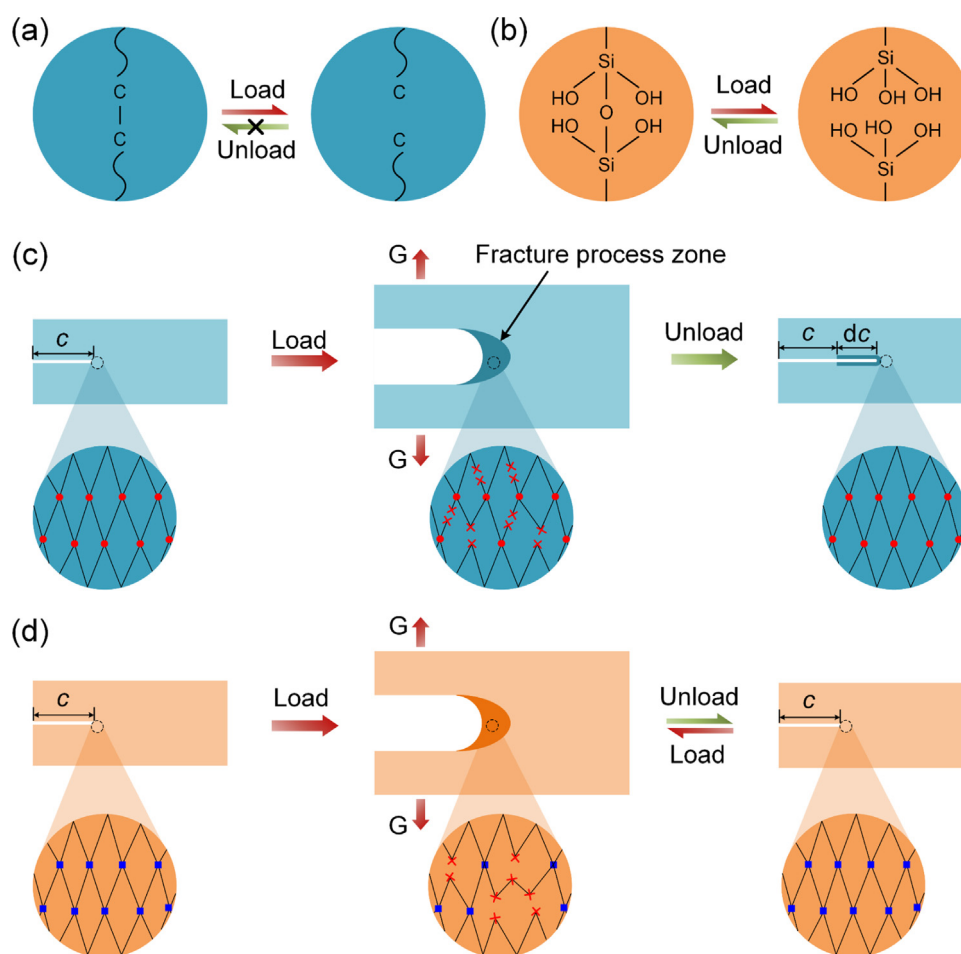 (a)
C
C
Load
Unload
C
C
(b)
Si
HO OH
O
HO OH
Si
Load
Unload
Si
HO OH OH
HO HO OH
Si
(c)
c
Load
G
G
Fracture process zone
Unload
c dc
(d)
c
Load
G
G
Unload
Load
c